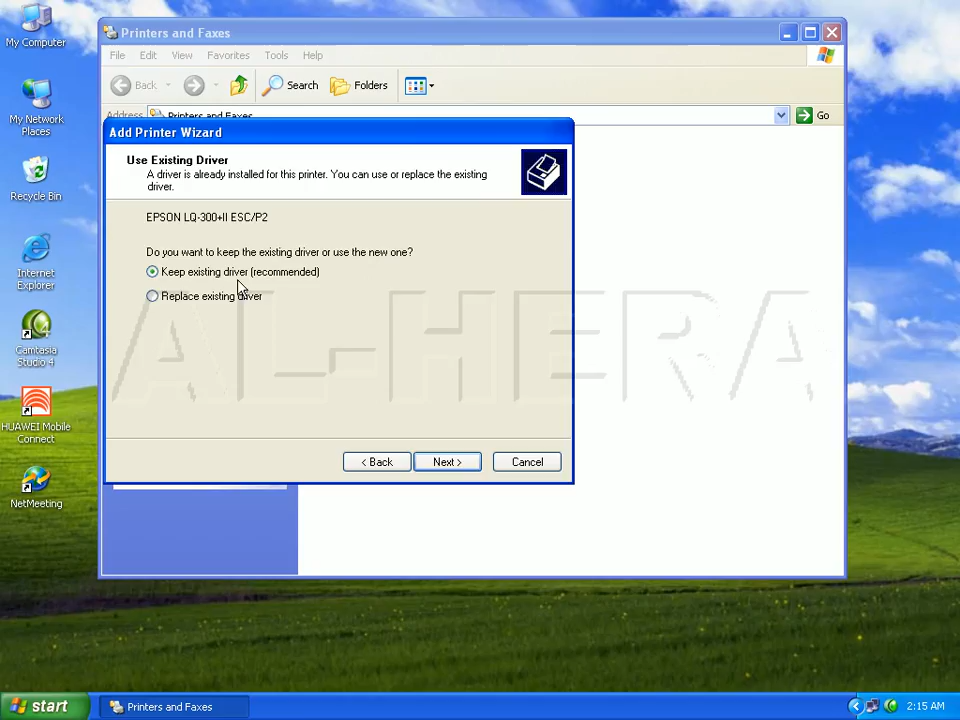 My Computer
My Network
Places
Recycle Bin
Internet
Explorer
Camtasia
Studio 4
HUAWEI Mobile
Connect
NetMeeting
Printers and Faxes
File Edit View Favorites Tools Help
Back Search Folders
Address Printers and Faxes Go
Add Printer Wizard
Use Existing Driver
A driver is already installed for this printer. You can use or replace the existing
driver.
EPSON LQ-300+II ESC/P2
Do you want to keep the existing driver or use the new one?
Keep existing driver (recommended)
Replace existing driver
AL-HERA
< Back Next > Cancel
start Printers and Faxes 2:15 AM